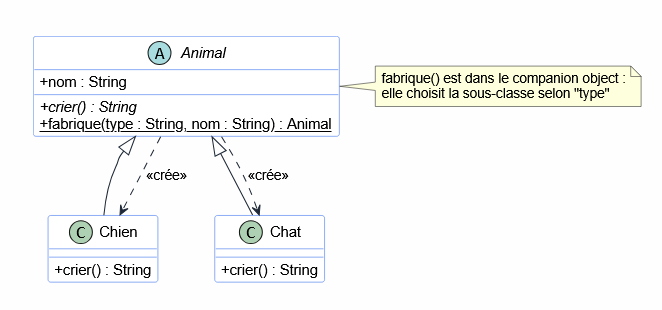 A Animal
+nom : String
+crier() : String
+fabrique(type : String, nom : String) : Animal
fabrique() est dans le companion object :
elle choisit la sous-classe selon "type"
«crée»
«crée»
C Chien
+crier() : String
C Chat
+crier() : String